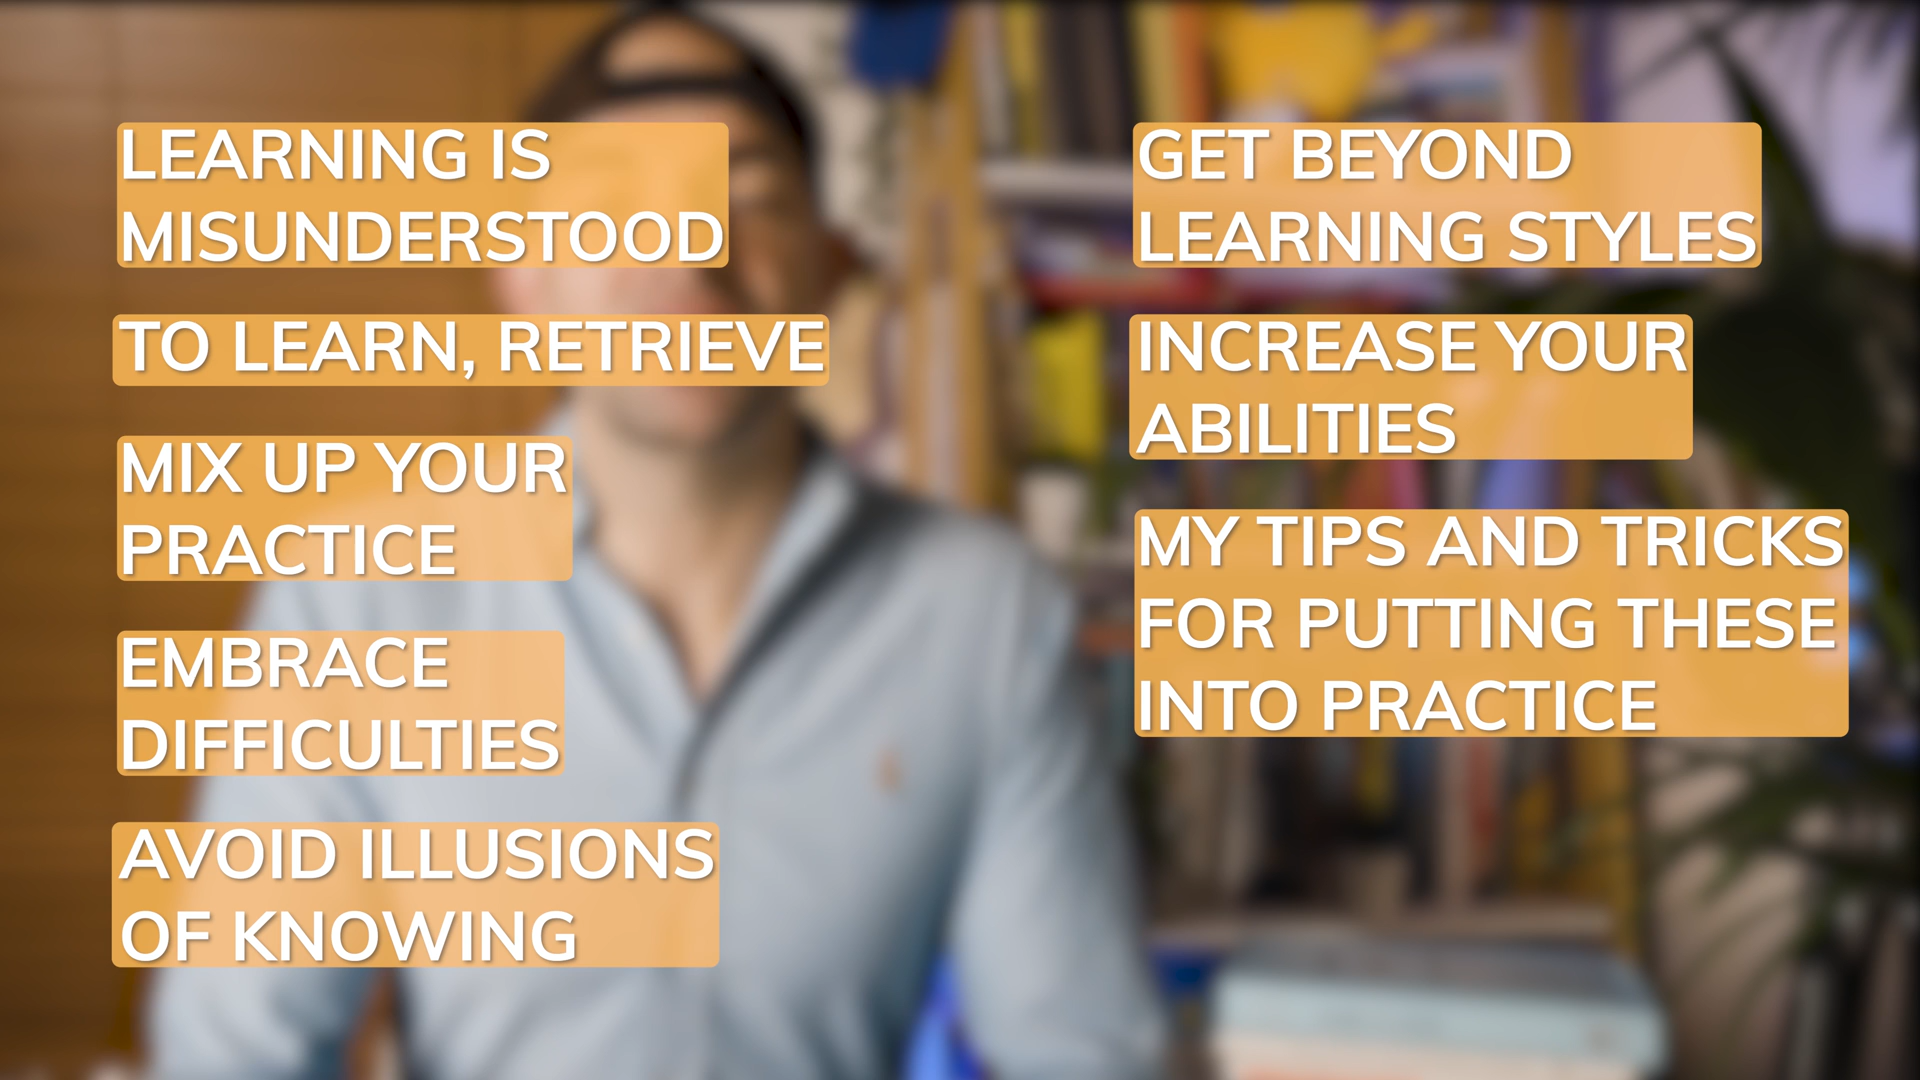 LEARNING IS
MISUNDERSTOOD
TO LEARN, RETRIEVE
MIX UP YOUR
PRACTICE
EMBRACE
DIFFICULTIES
AVOID ILLUSIONS
OF KNOWING
GET BEYOND
LEARNING STYLES
INCREASE YOUR
ABILITIES
MY TIPS AND TRICKS
FOR PUTTING THESE
INTO PRACTICE